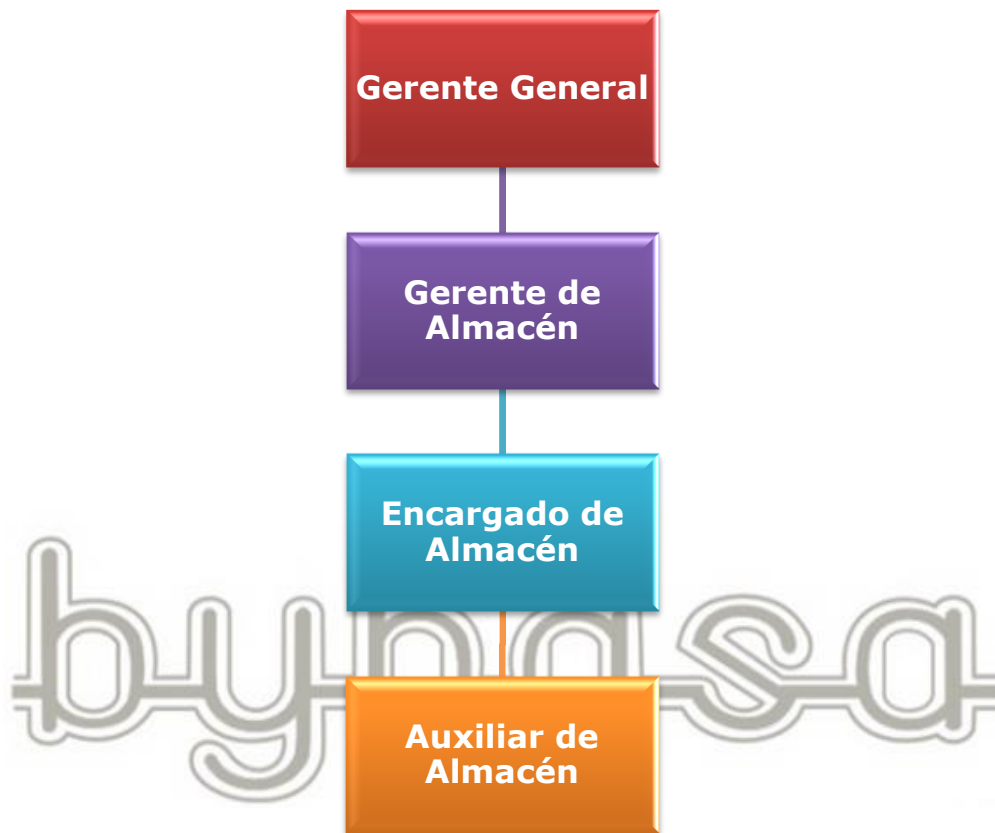 Gerente General
Gerente de
Almacén
Encargado de
Almacén
Auxiliar de
Almacén